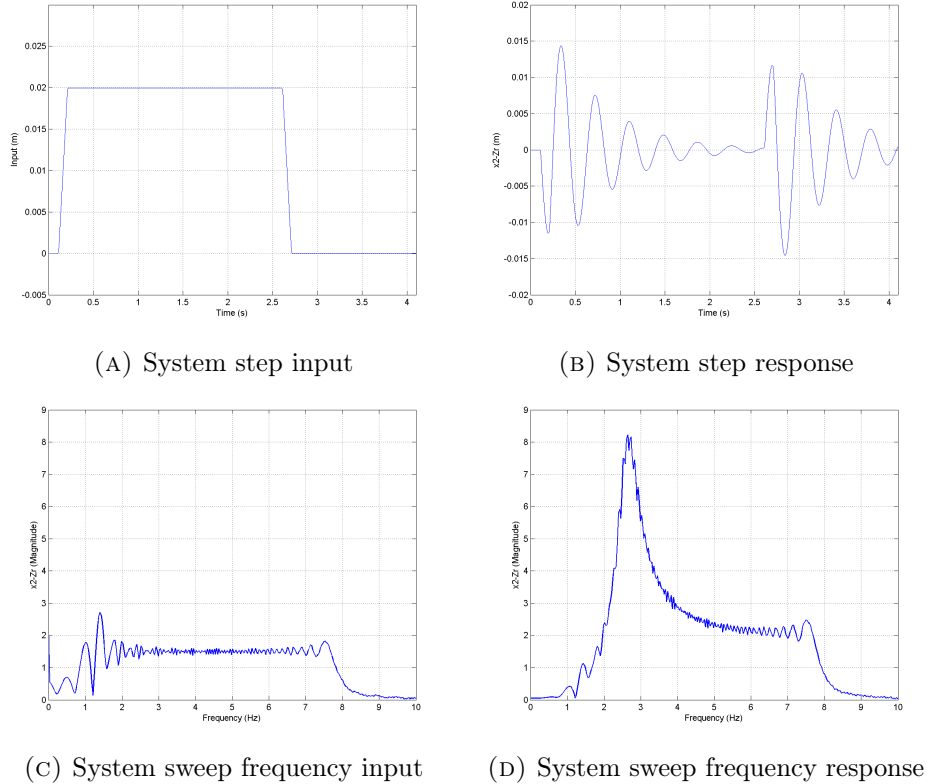 0.03
0.025
0.02
0.015
0.01
0.005
0
-0.005
Input (m)
0 0.5 1 1.5 2 2.5 3 3.5 4
Time (s)
0.02
0.015
0.01
0.005
0
-0.005
-0.01
-0.015
-0.02
x2-Zr (m)
0 0.5 1 1.5 2 2.5 3 3.5 4
Time (s)
(A) System step input
(B) System step response
9
8
7
6
5
4
3
2
1
0
x2-Zr (Magnitude)
0 1 2 3 4 5 6 7 8 9 10
Frequency (Hz)
9
8
7
6
5
4
3
2
1
0
x2-Zr (Magnitude)
0 1 2 3 4 5 6 7 8 9 10
Frequency (Hz)
(C) System sweep frequency input
(D) System sweep frequency response